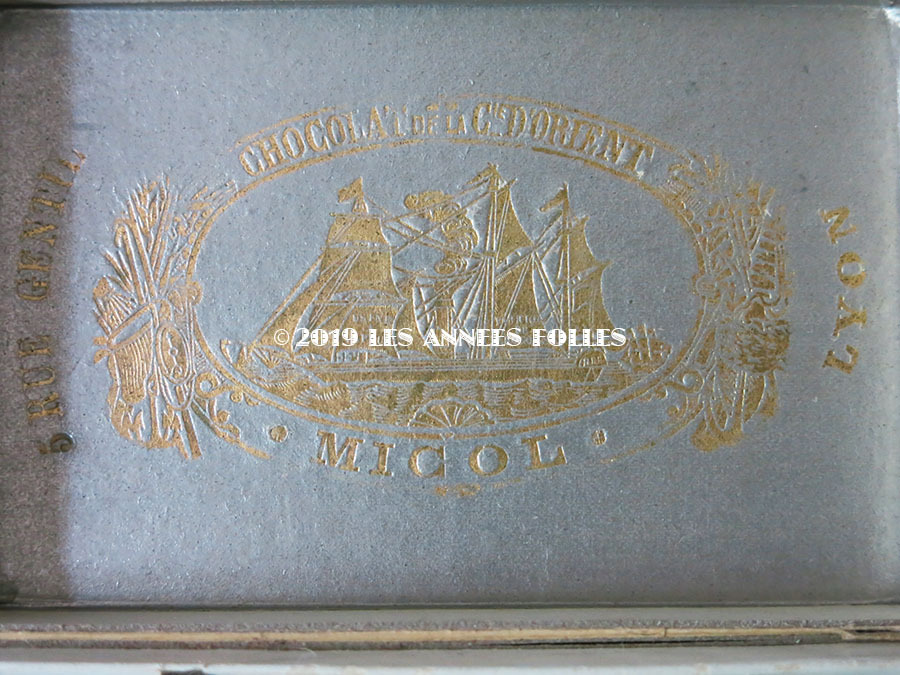 CHOCOLAT DE LA CIE D'ORIENT
5 RUE GENTIL
LYON
© 2019 LES ANNEES FOLLES
• MICOL •